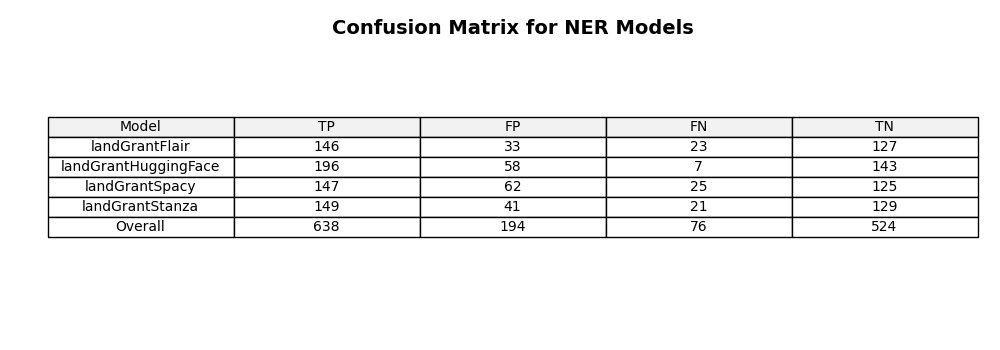 Confusion Matrix for NER Models
Model TP FP FN TN
landGrantFlair 146 33 23 127
landGrantHuggingFace 196 58 7 143
landGrantSpacy 147 62 25 125
landGrantStanza 149 41 21 129
Overall 638 194 76 524